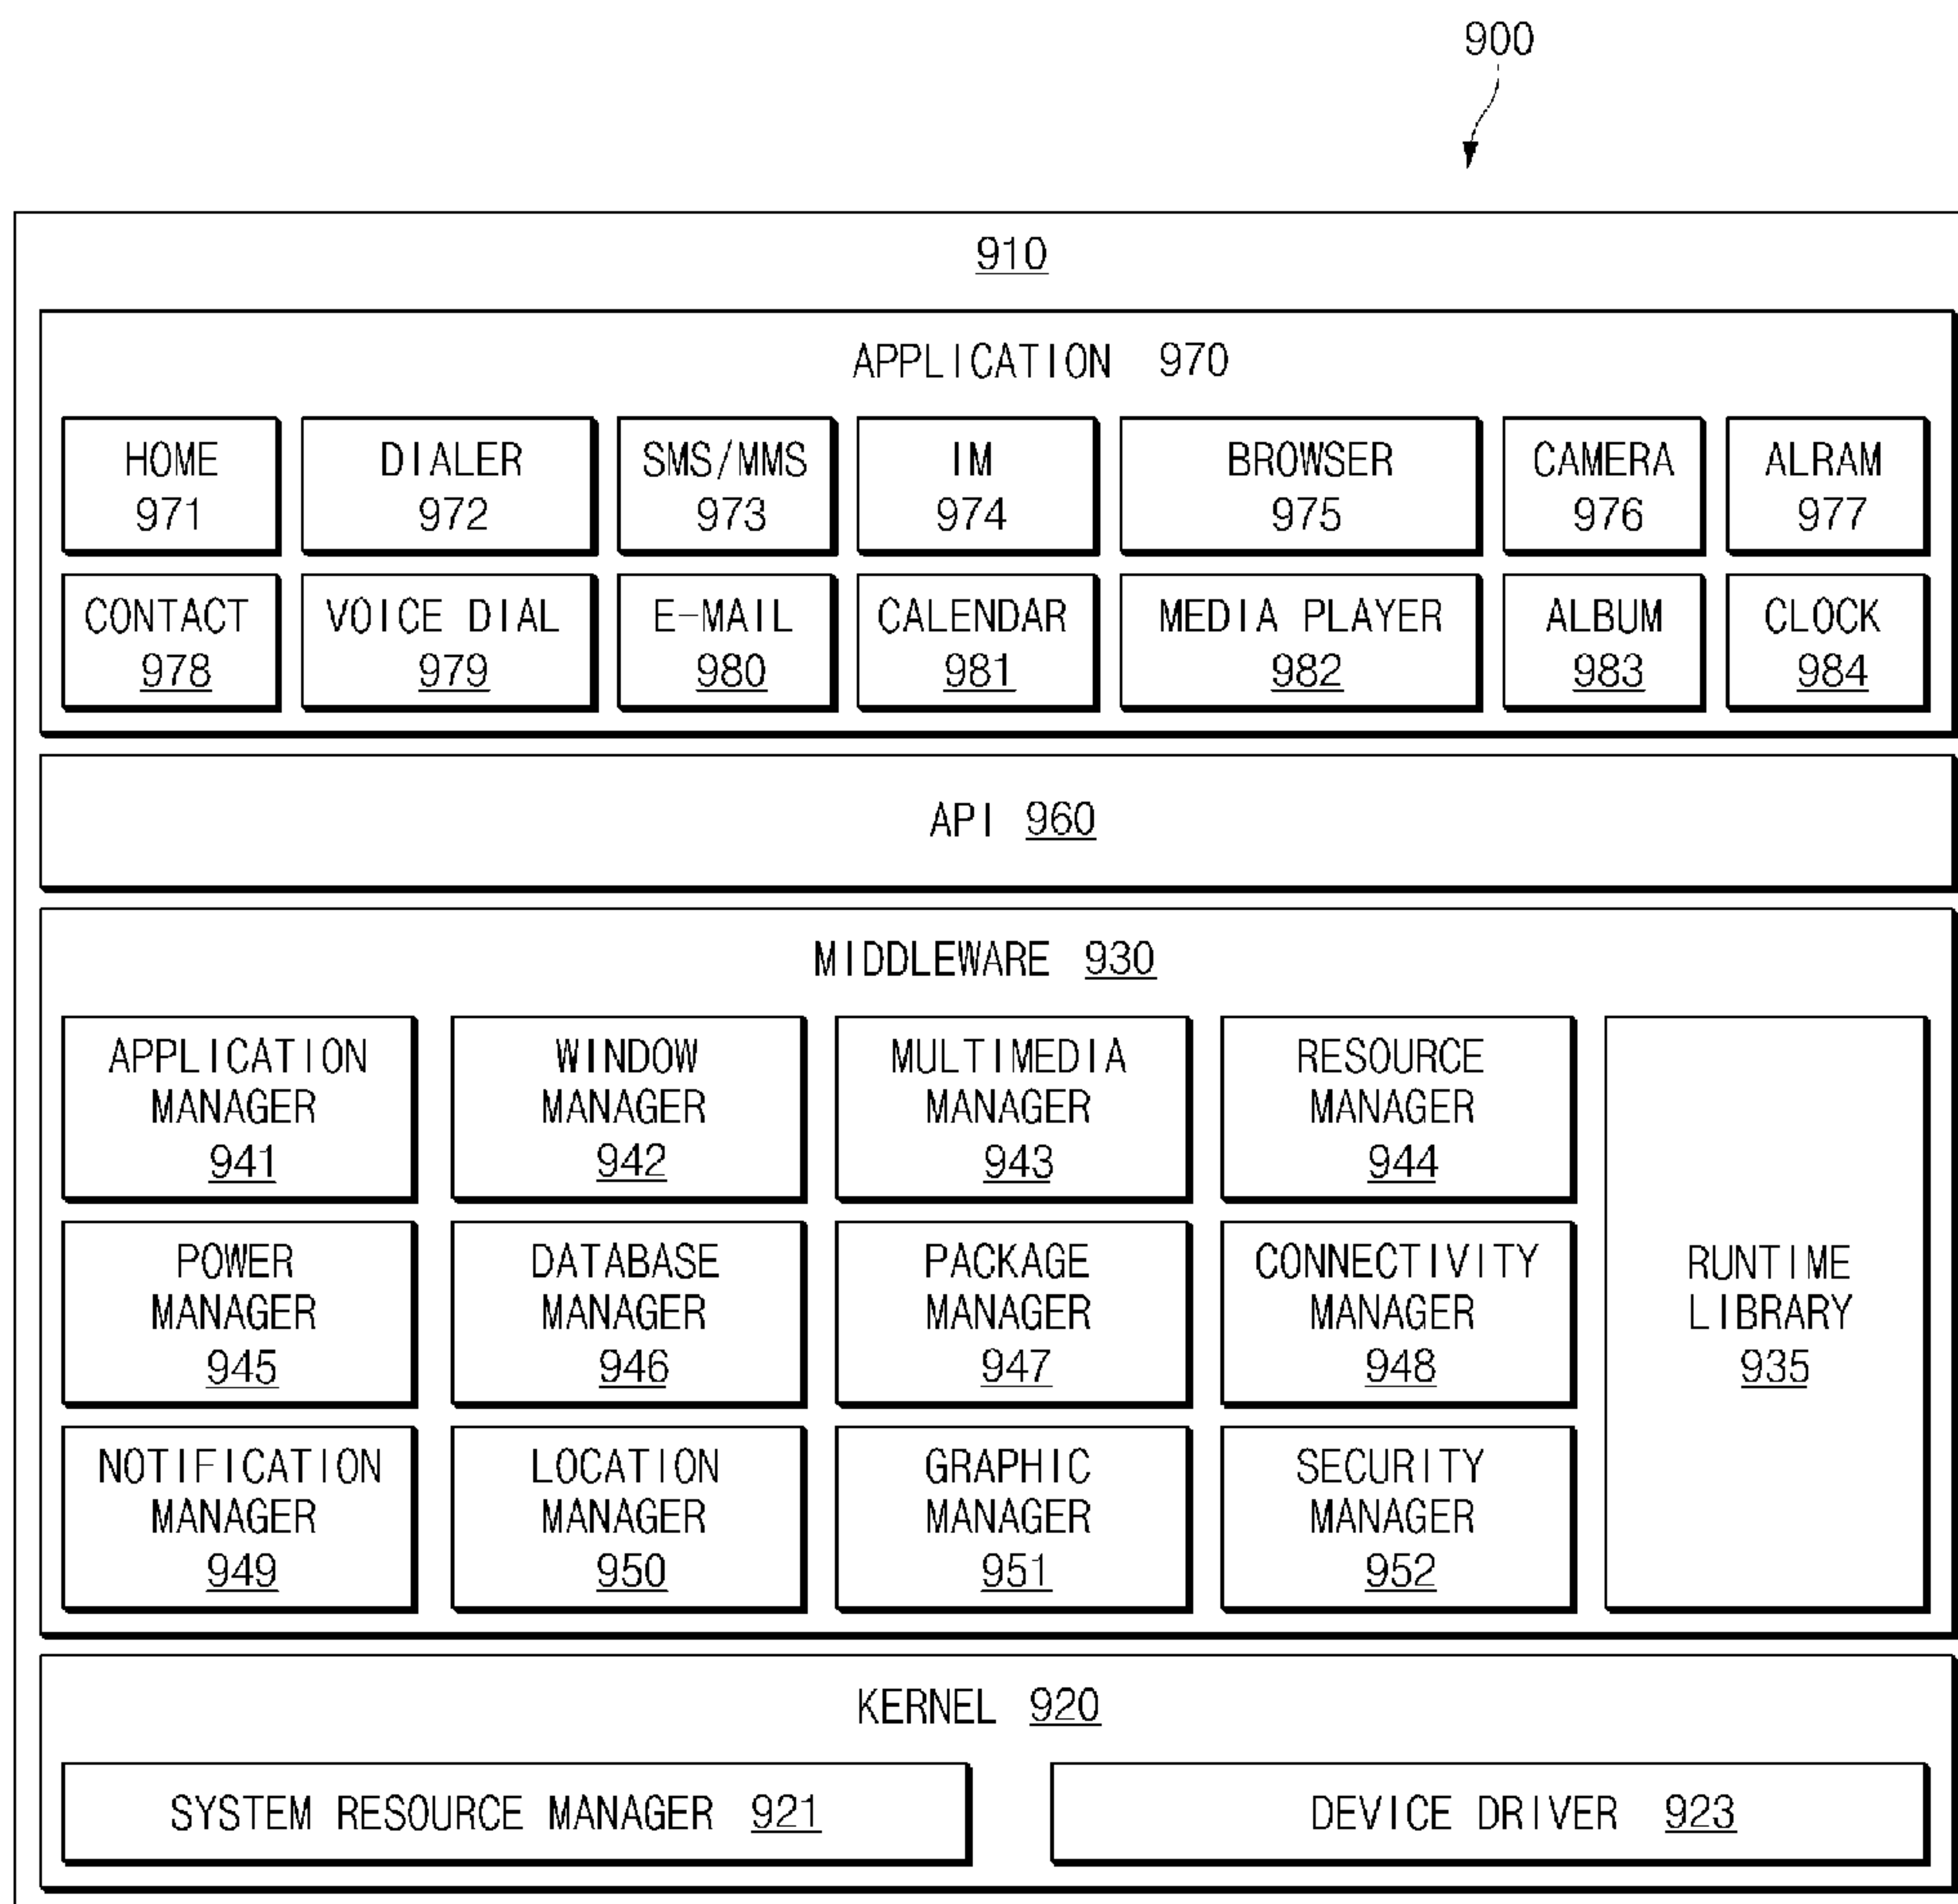 900
910
APPLICATION 970
HOME
971
DIALER
972
SMS/MMS
973
IM
974
BROWSER
975
CAMERA
976
ALRAM
977
CONTACT
978
VOICE DIAL
979
E-MAIL
980
CALENDAR
981
MEDIA PLAYER
982
ALBUM
983
CLOCK
984
API 960
MIDDLEWARE 930
APPLICATION
MANAGER
941
WINDOW
MANAGER
942
MULTIMEDIA
MANAGER
943
RESOURCE
MANAGER
944
POWER
MANAGER
945
DATABASE
MANAGER
946
PACKAGE
MANAGER
947
CONNECTIVITY
MANAGER
948
NOTIFICATION
MANAGER
949
LOCATION
MANAGER
950
GRAPHIC
MANAGER
951
SECURITY
MANAGER
952
RUNTIME
LIBRARY
935
KERNEL 920
SYSTEM RESOURCE MANAGER 921
DEVICE DRIVER 923